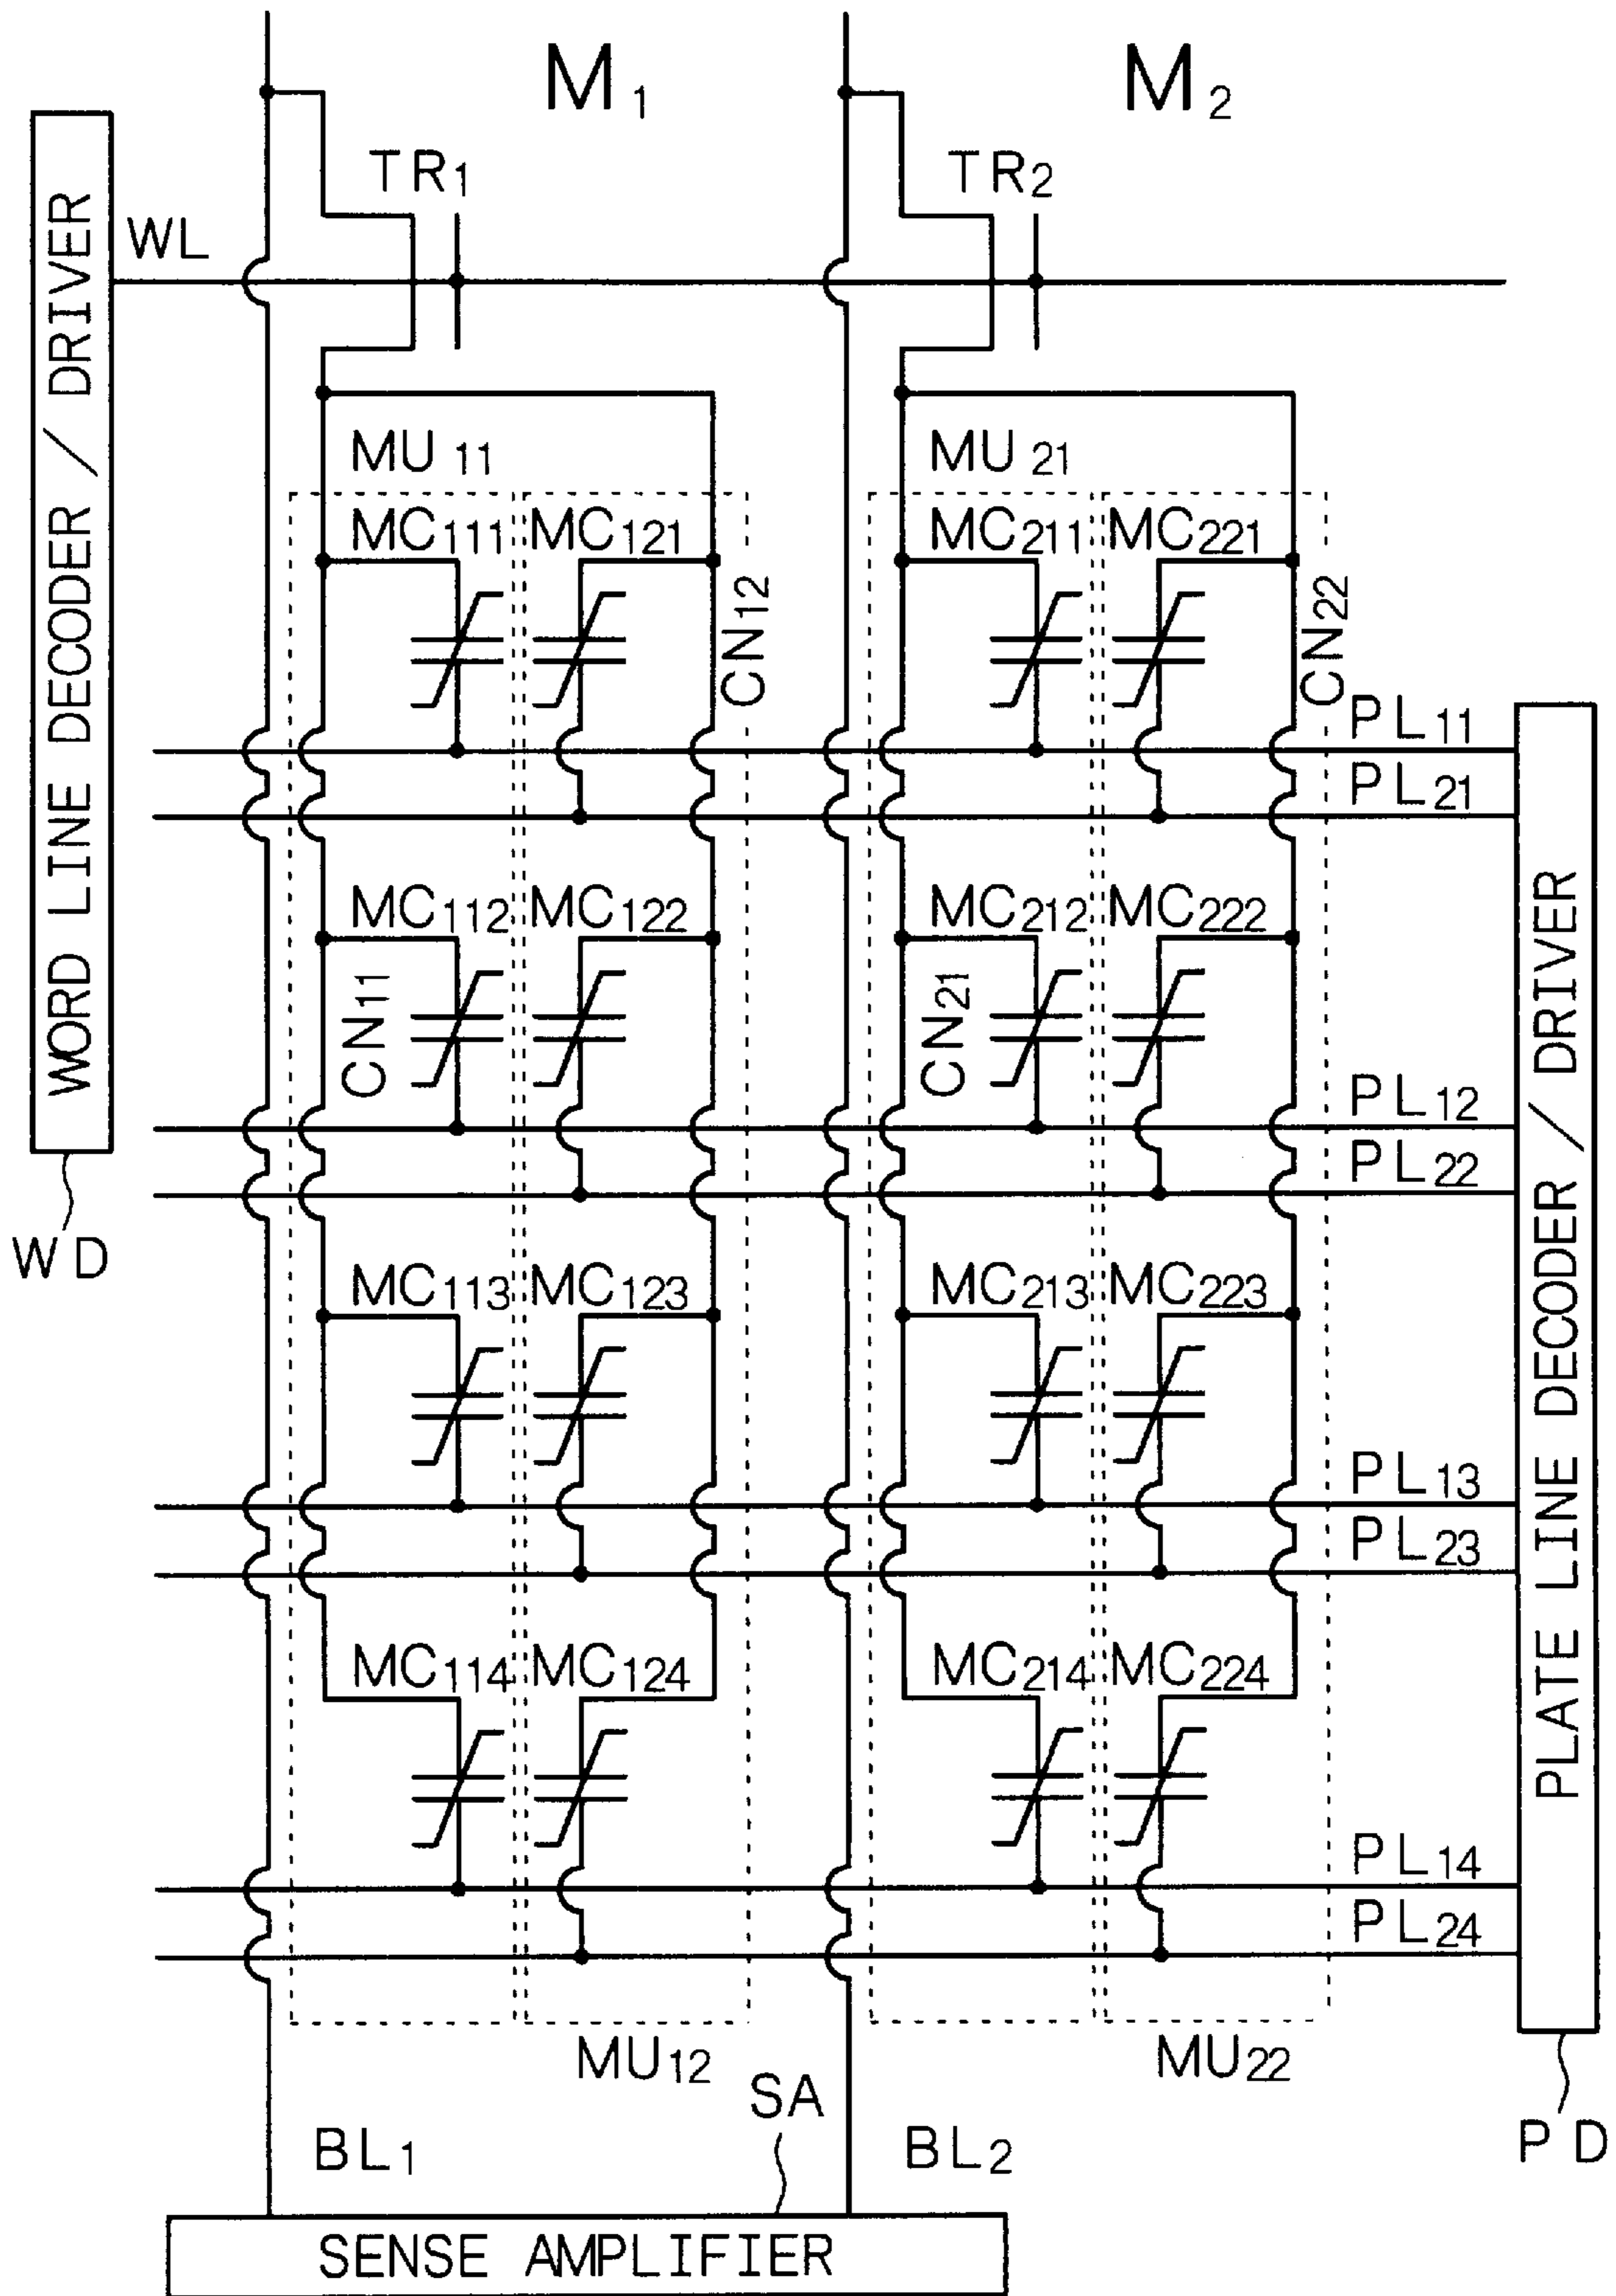 M1 M2
TR1 TR2
WL
WORD LINE DECODER / DRIVER
MU11 MU21
MC111 MC121 MC211 MC221
CN12 CN22
PL11
PL21
MC112 MC122 MC212 MC222
CN11 CN21
PL12
PL22
WD
MC113 MC123 MC213 MC223
PL13
PL23
PLATE LINE DECODER / DRIVER
MC114 MC124 MC214 MC224
PL14
PL24
MU12 MU22
SA
BL1 BL2
PD
SENSE AMPLIFIER